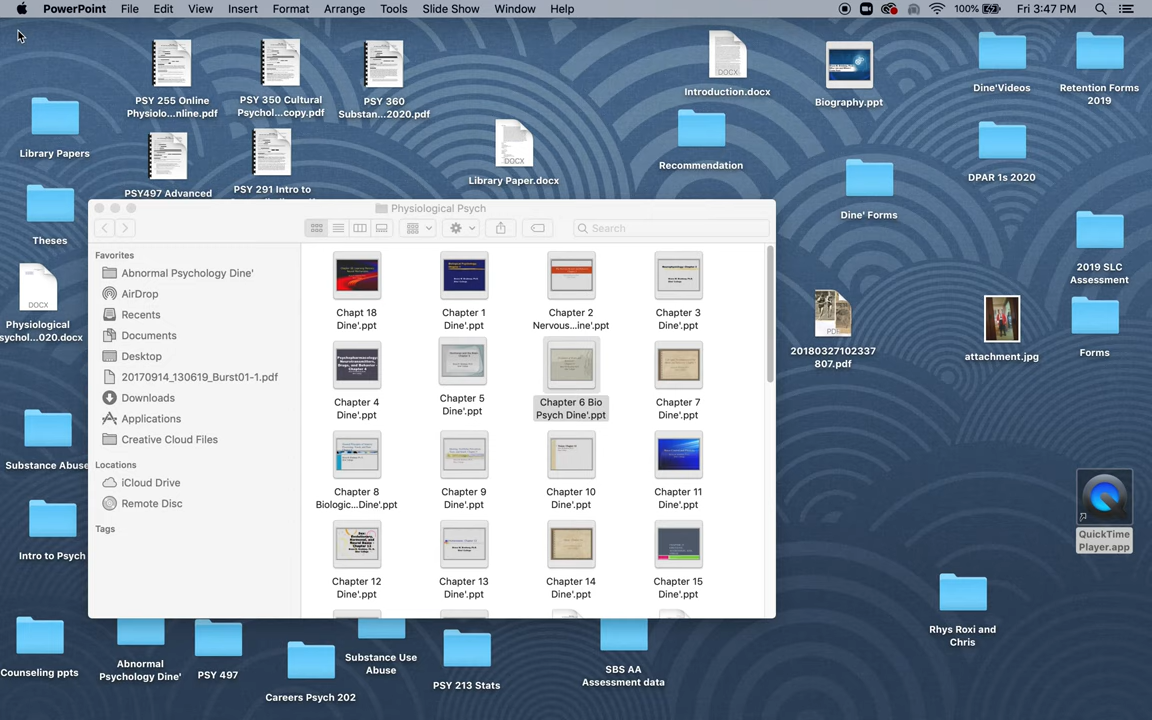 PowerPoint File Edit View Insert Format Arrange Tools Slide Show Window Help 100% Fri 3:47 PM
PSY 255 Online
Physiolo...nline.pdf
PSY 350 Cultural
Psychol...copy.pdf
PSY 360
Substan...2020.pdf
DOCX
Introduction.docx
Biography.ppt
Dine'Videos
Retention Forms
2019
Library Papers
PSY497 Advanced
PSY 291 Intro to
DOCX
Library Paper.docx
Recommendation
DPAR 1s 2020
Dine' Forms
Theses
2019 SLC
Assessment
DOCX
Physiological
sychol...020.docx
PDF
20180327102337
807.pdf
attachment.jpg
Forms
Physiological Psych
Search
Favorites
Abnormal Psychology Dine'
AirDrop
Recents
Documents
Desktop
20170914_130619_Burst01-1.pdf
Downloads
Applications
Creative Cloud Files
Locations
iCloud Drive
Remote Disc
Tags
Chapt 18
Dine'.ppt
Chapter 1
Dine'.ppt
Chapter 2
Nervous...ine'.ppt
Chapter 3
Dine'.ppt
Chapter 4
Dine'.ppt
Chapter 5
Dine'.ppt
Chapter 6 Bio
Psych Dine'.ppt
Chapter 7
Dine'.ppt
Chapter 8
Biologic...Dine'.ppt
Chapter 9
Dine'.ppt
Chapter 10
Dine'.ppt
Chapter 11
Dine'.ppt
Chapter 12
Dine'.ppt
Chapter 13
Dine'.ppt
Chapter 14
Dine'.ppt
Chapter 15
Dine'.ppt
Substance Abuse
Intro to Psych
QuickTime
Player.app
Rhys Roxi and
Chris
Counseling ppts
Abnormal
Psychology Dine'
PSY 497
Careers Psych 202
Substance Use
Abuse
PSY 213 Stats
SBS AA
Assessment data